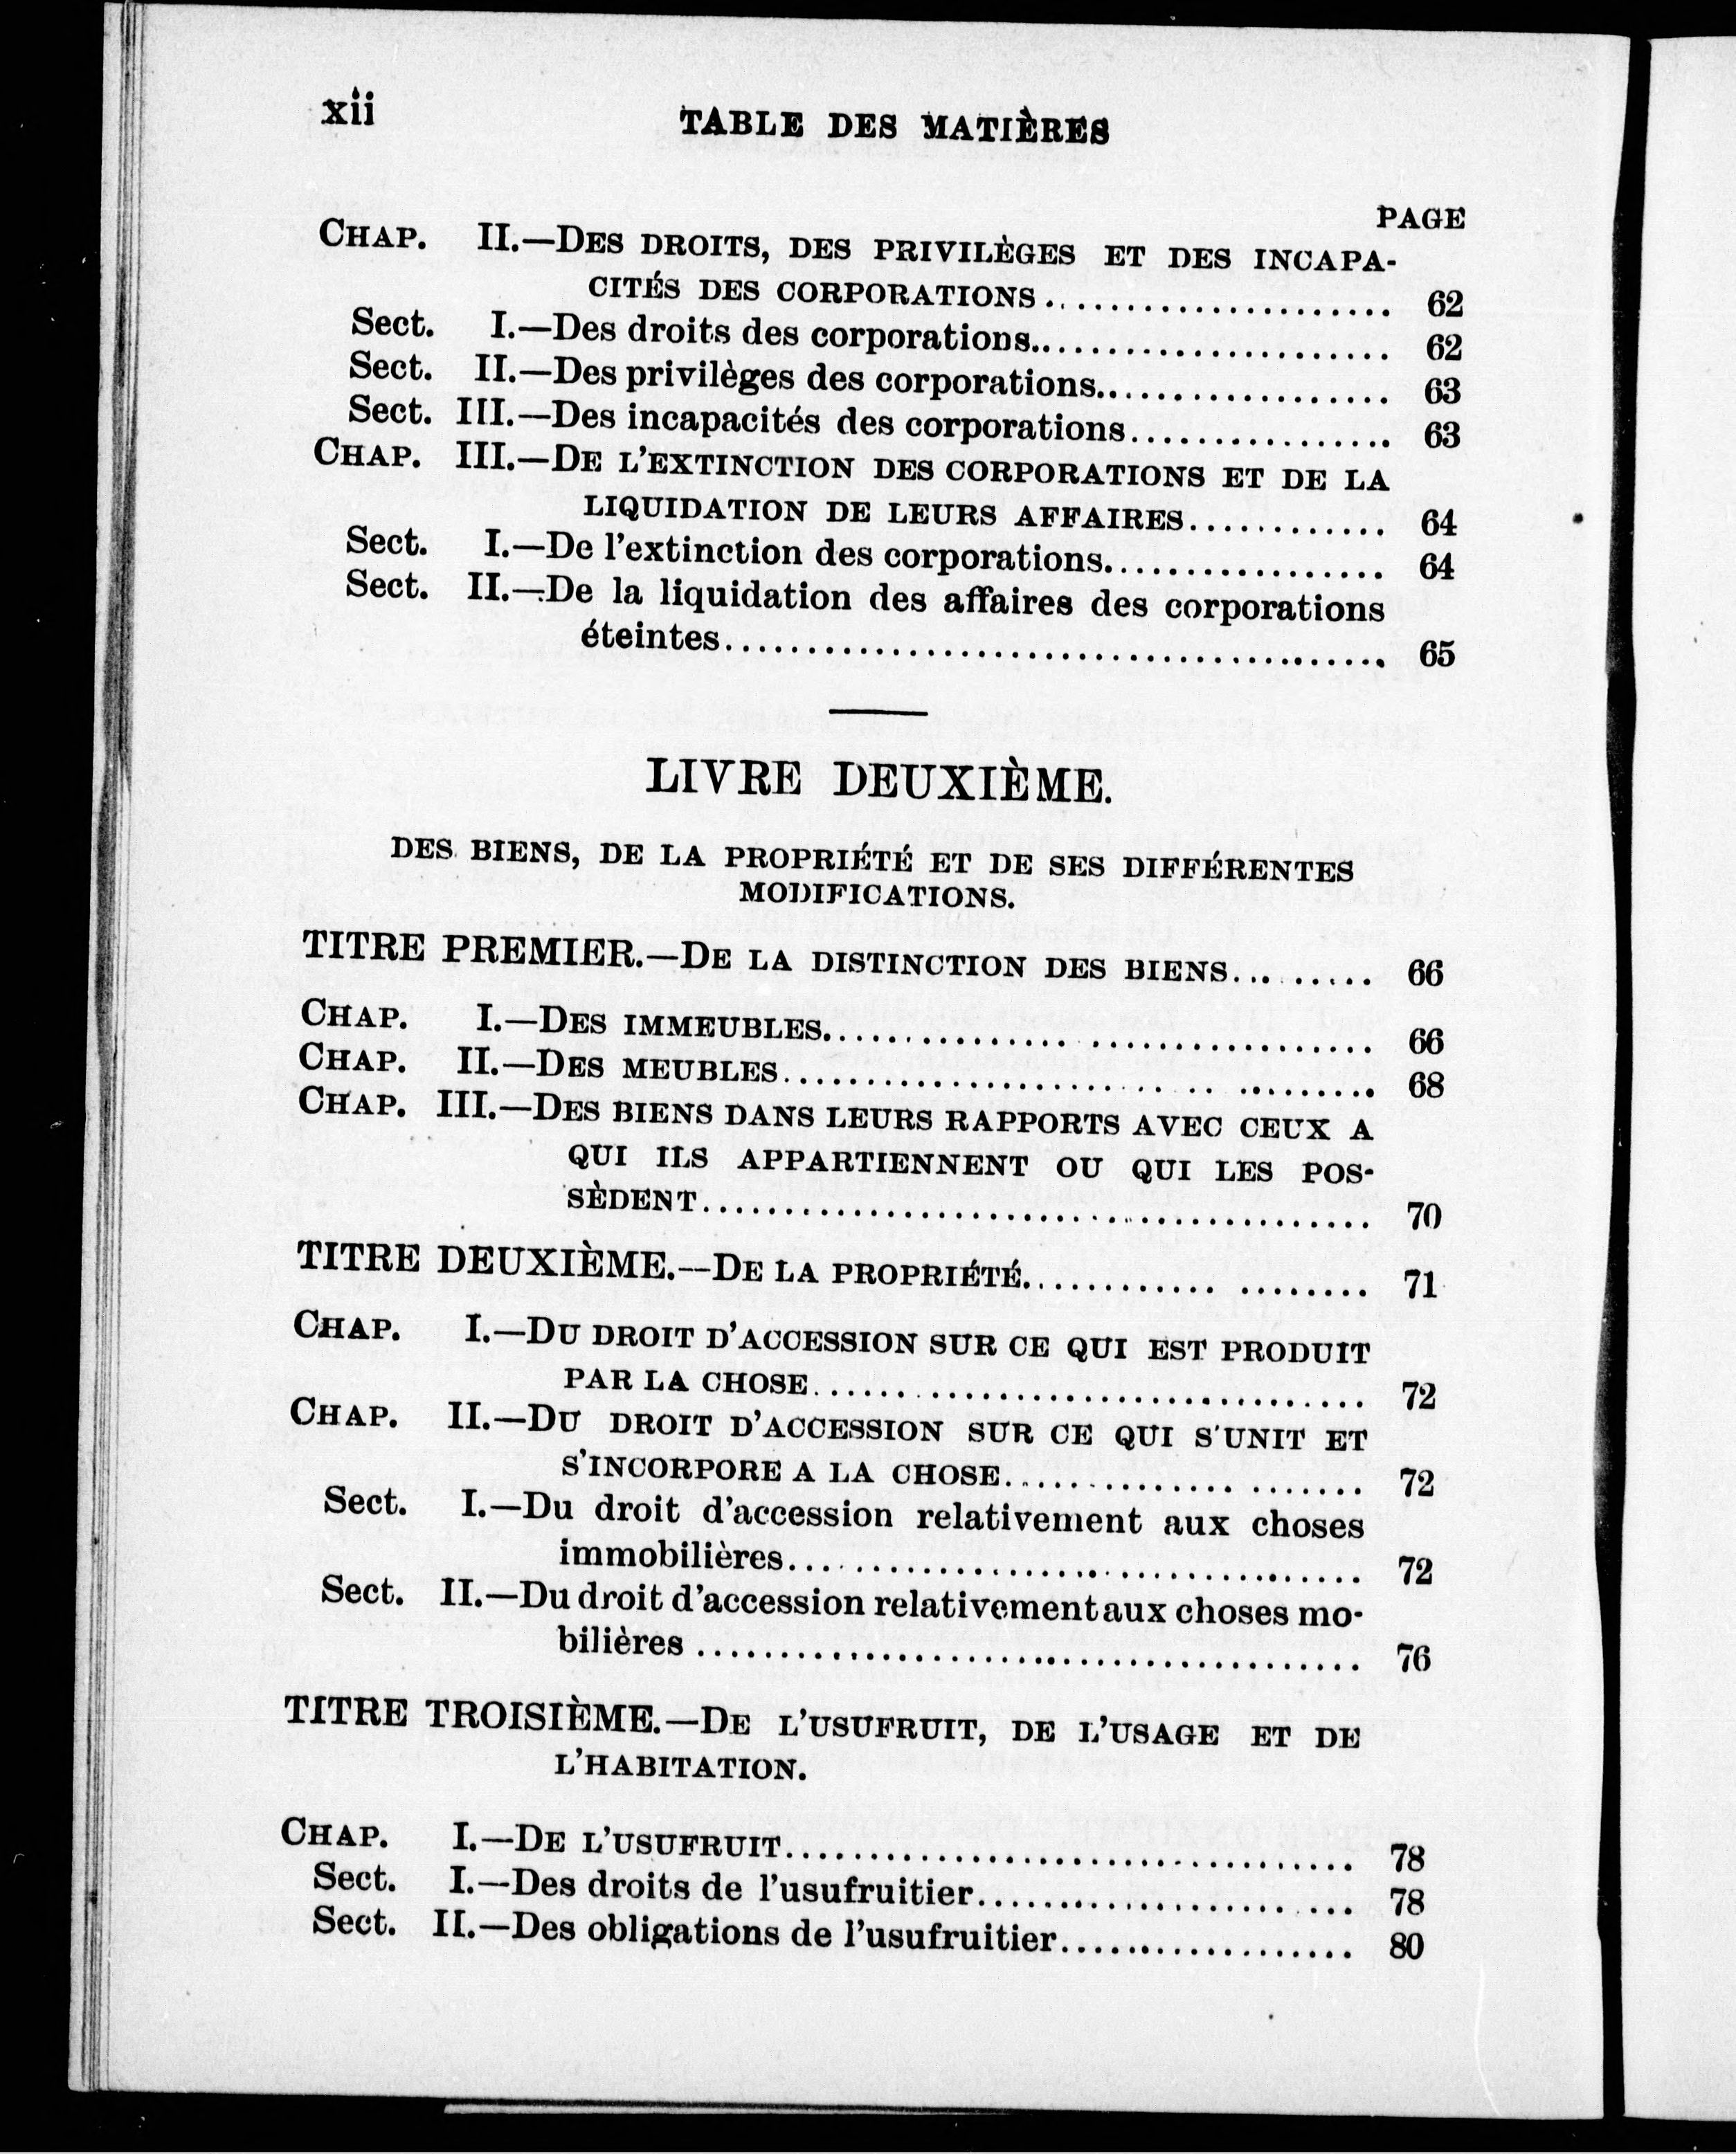 xii
TABLE DES MATIÈRES
PAGE
CHAP. II.—DES DROITS, DES PRIVILÈGES ET DES INCAPA-
CITÉS DES CORPORATIONS..................... 62
Sect. I.—Des droits des corporations...................... 62
Sect. II.—Des privilèges des corporations.................. 63
Sect. III.—Des incapacités des corporations................ 63
CHAP. III.—DE L'EXTINCTION DES CORPORATIONS ET DE LA
LIQUIDATION DE LEURS AFFAIRES............ 64
Sect. I.—De l'extinction des corporations................. 64
Sect. II.—De la liquidation des affaires des corporations
éteintes........................................ 65
LIVRE DEUXIÈME.
DES BIENS, DE LA PROPRIÉTÉ ET DE SES DIFFÉRENTES
MODIFICATIONS.
TITRE PREMIER.—DE LA DISTINCTION DES BIENS......... 66
CHAP. I.—DES IMMEUBLES................................. 66
CHAP. II.—DES MEUBLES.................................... 68
CHAP. III.—DES BIENS DANS LEURS RAPPORTS AVEC CEUX A
QUI ILS APPARTIENNENT OU QUI LES POS-
SÈDENT........................................ 70
TITRE DEUXIÈME.—DE LA PROPRIÉTÉ.................... 71
CHAP. I.—DU DROIT D'ACCESSION SUR CE QUI EST PRODUIT
PAR LA CHOSE................................. 72
CHAP. II.—DU DROIT D'ACCESSION SUR CE QUI S'UNIT ET
S'INCORPORE A LA CHOSE..................... 72
Sect. I.—Du droit d'accession relativement aux choses
immobilières................................... 72
Sect. II.—Du droit d'accession relativement aux choses mo-
bilières ........................................ 76
TITRE TROISIÈME.—DE L'USUFRUIT, DE L'USAGE ET DE
L'HABITATION.
CHAP. I.—DE L'USUFRUIT................................... 78
Sect. I.—Des droits de l'usufruitier....................... 78
Sect. II.—Des obligations de l'usufruitier.................. 80